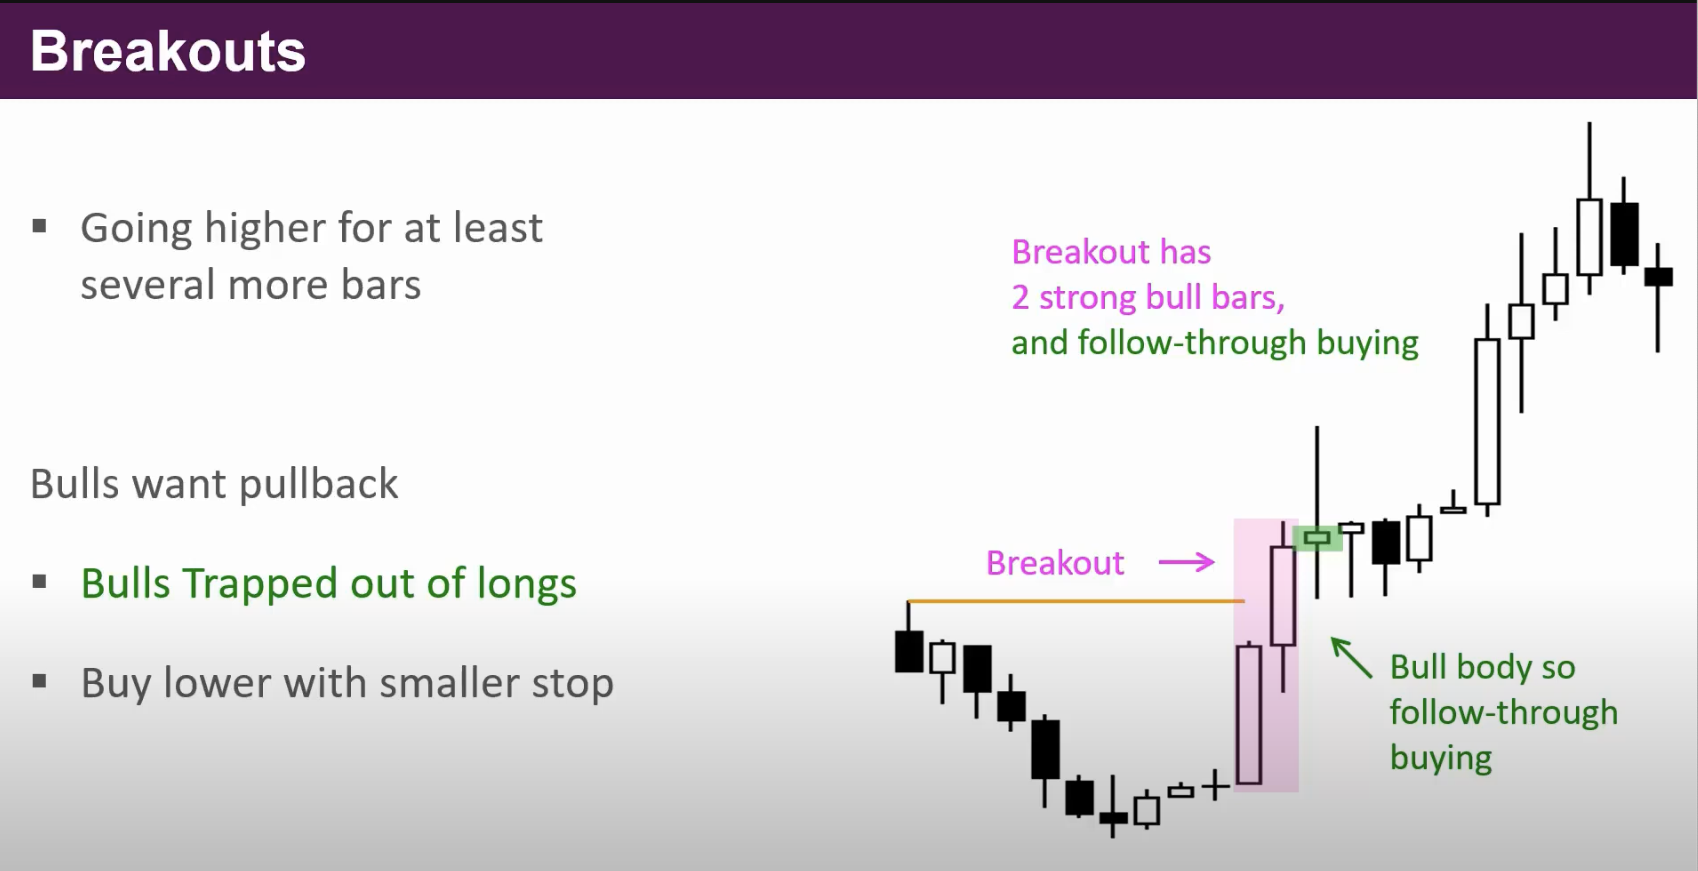 Breakouts
▪ Going higher for at least
several more bars
Bulls want pullback
▪ Bulls Trapped out of longs
▪ Buy lower with smaller stop
Breakout has
2 strong bull bars,
and follow-through buying
Breakout
Bull body so
follow-through
buying